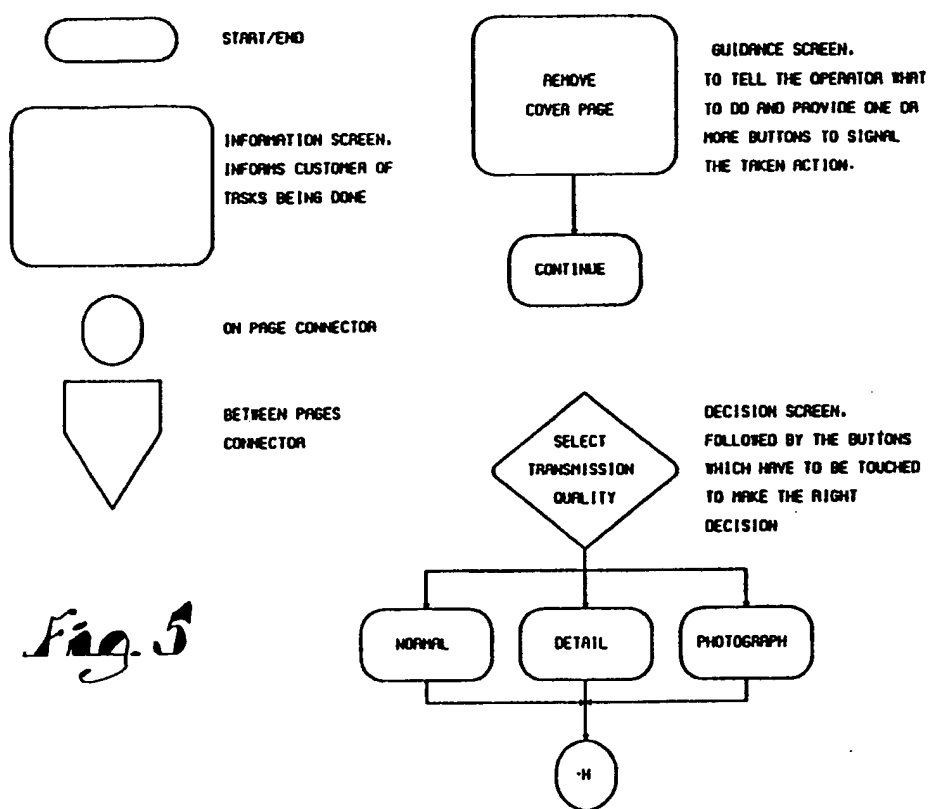 START/END
INFORMATION SCREEN.
INFORMS CUSTOMER OF
TASKS BEING DONE
ON PAGE CONNECTOR
BETWEEN PAGES
CONNECTOR
REMOVE
COVER PAGE
CONTINUE
GUIDANCE SCREEN.
TO TELL THE OPERATOR WHAT
TO DO AND PROVIDE ONE OR
MORE BUTTONS TO SIGNAL
THE TAKEN ACTION.
SELECT
TRANSMISSION
QUALITY
DECISION SCREEN.
FOLLOWED BY THE BUTTONS
WHICH HAVE TO BE TOUCHED
TO MAKE THE RIGHT
DECISION
NORMAL
DETAIL
PHOTOGRAPH
·H
Fig. 5